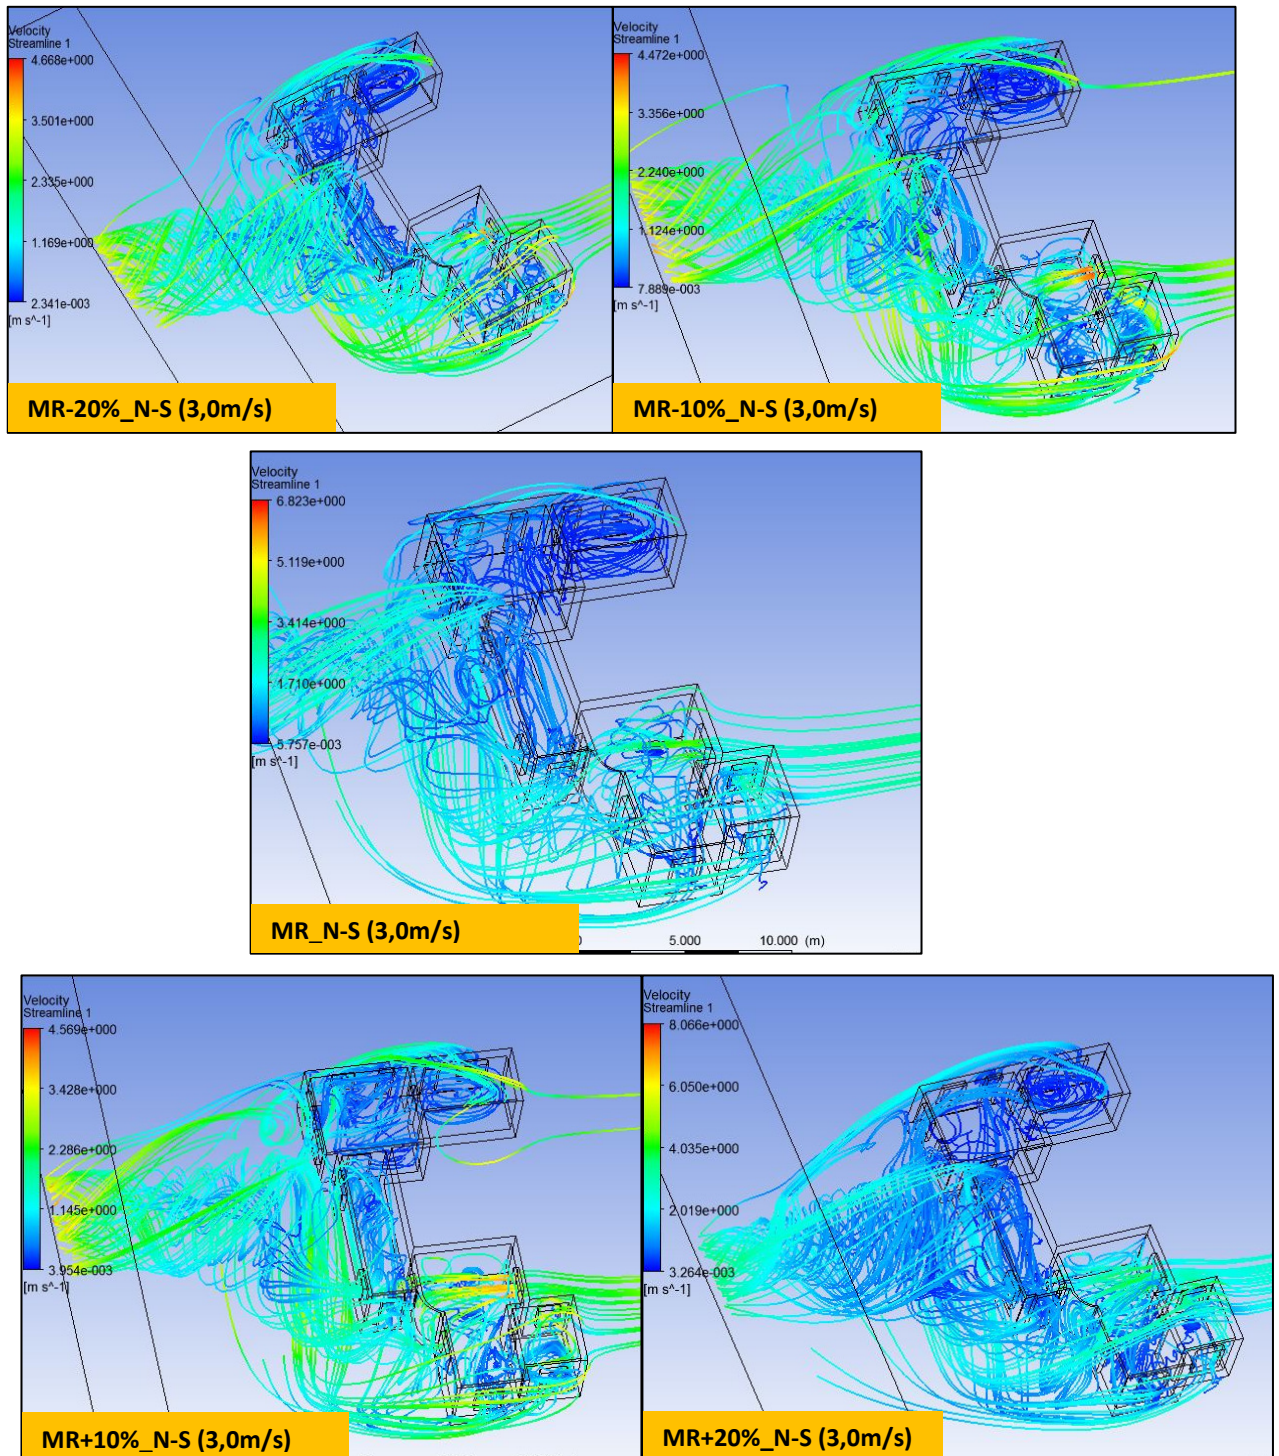 Velocity
Streamline 1
4.668e+000
3.501e+000
2.335e+000
1.169e+000
2.341e-003
[m s^-1]
MR-20%_N-S (3,0m/s)
Velocity
Streamline 1
4.472e+000
3.356e+000
2.240e+000
1.124e+000
7.889e-003
[m s^-1]
MR-10%_N-S (3,0m/s)
Velocity
Streamline 1
6.823e+000
5.119e+000
3.414e+000
1.710e+000
5.757e-003
[m s^-1]
MR_N-S (3,0m/s)
5.000 10.000 (m)
Velocity
Streamline 1
4.569e+000
3.428e+000
2.286e+000
1.145e+000
3.954e-003
[m s^-1]
MR+10%_N-S (3,0m/s)
Velocity
Streamline 1
8.066e+000
6.050e+000
4.035e+000
2.019e+000
3.264e-003
[m s^-1]
MR+20%_N-S (3,0m/s)